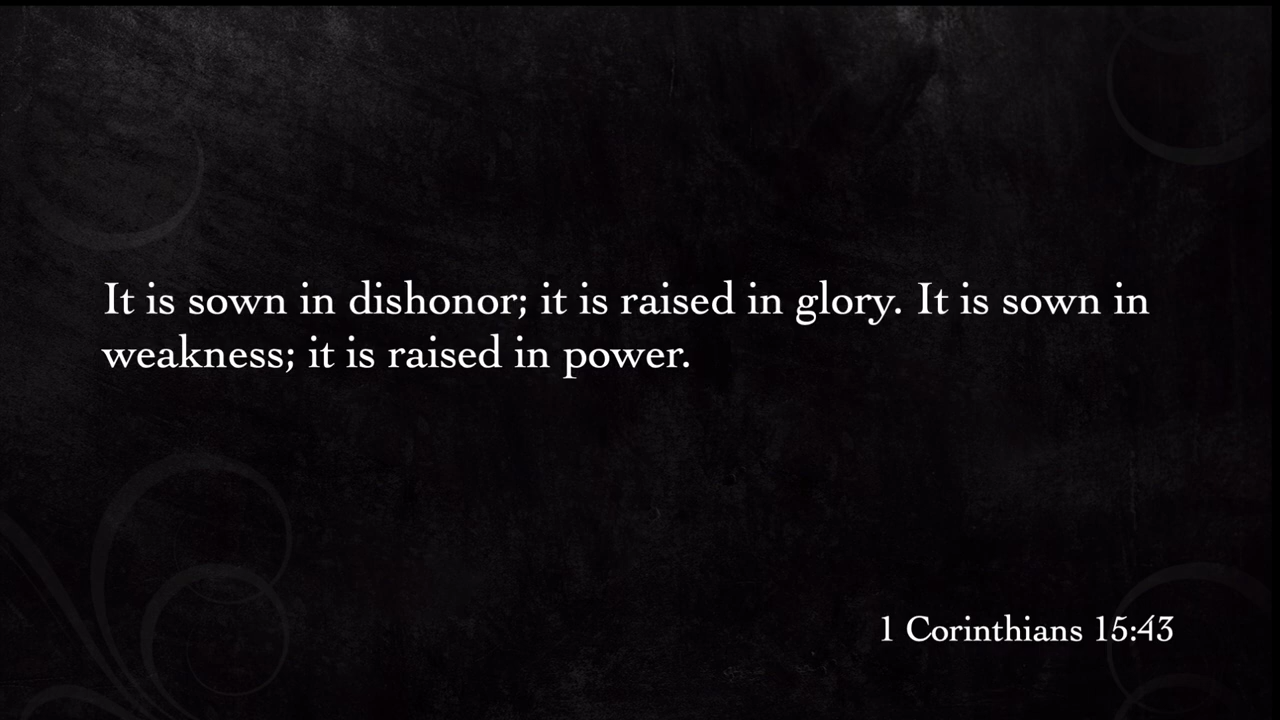 It is sown in dishonor; it is raised in glory. It is sown in
weakness; it is raised in power.
1 Corinthians 15:43